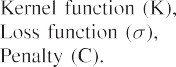 Kernel function (K),
Loss function (σ),
Penalty (C).